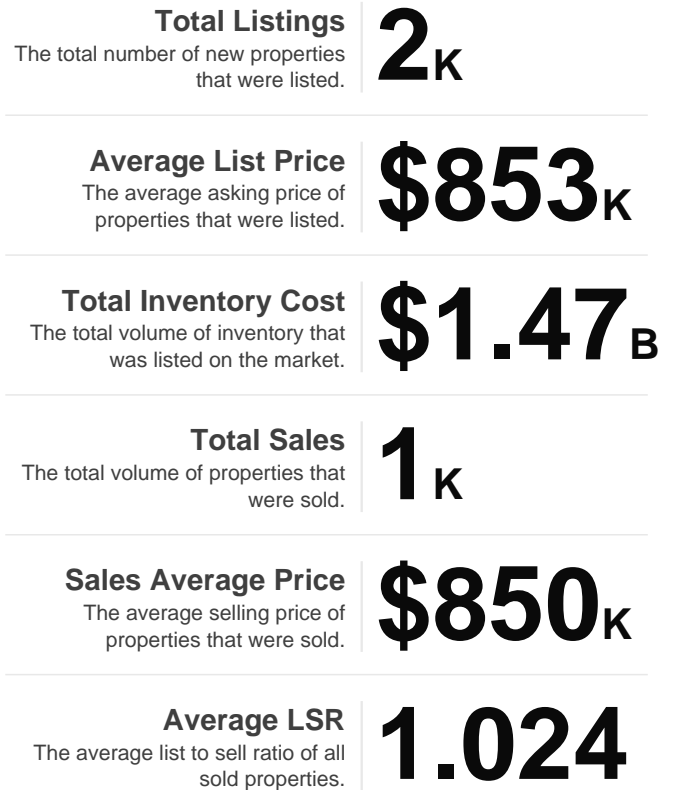 Total Listings
The total number of new properties
that were listed.
2K
Average List Price
The average asking price of
properties that were listed.
$853K
Total Inventory Cost
The total volume of inventory that
was listed on the market.
$1.47B
Total Sales
The total volume of properties that
were sold.
1K
Sales Average Price
The average selling price of
properties that were sold.
$850K
Average LSR
The average list to sell ratio of all
sold properties.
1.024